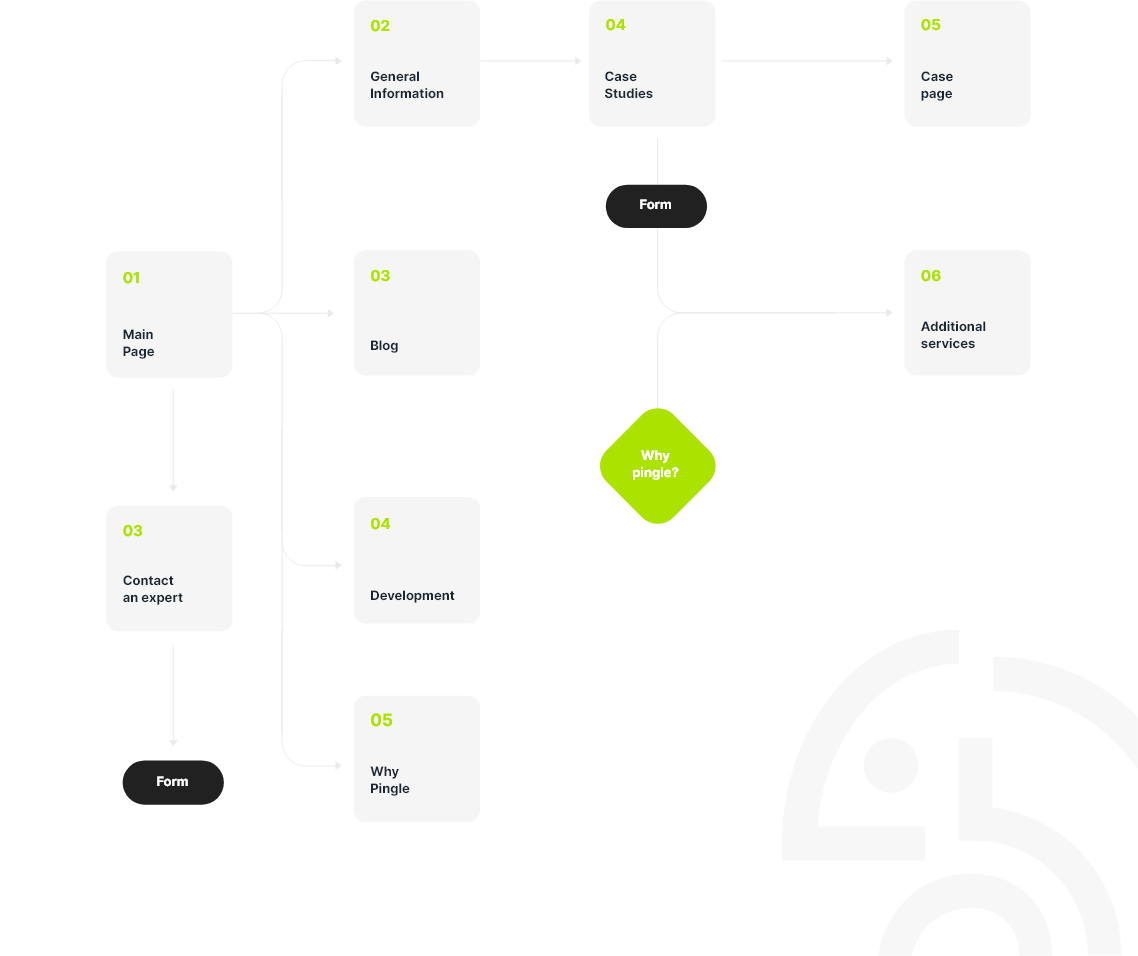 02
General
Information
04
Case
Studies
05
Case
page
Form
01
Main
Page
03
Blog
06
Additional
services
Why
pingle?
03
Contact
an expert
04
Development
05
Why
Pingle
Form